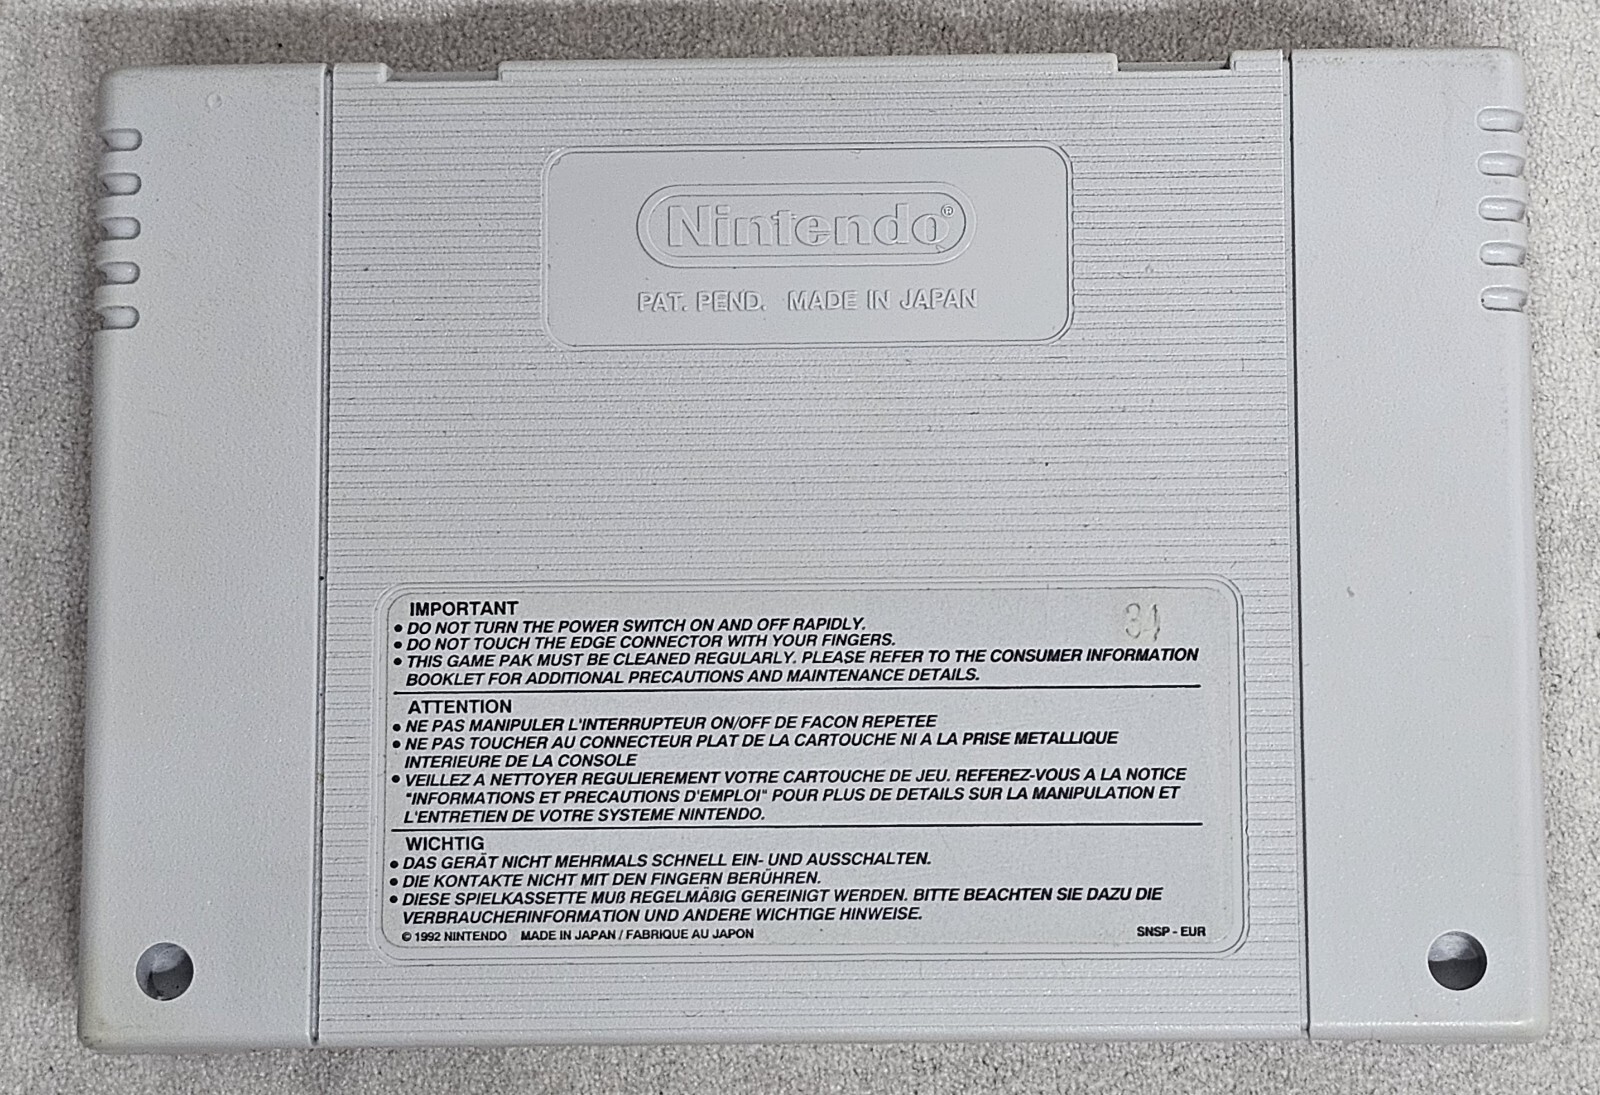 Nintendo®
PAT. PEND. MADE IN JAPAN
IMPORTANT
• DO NOT TURN THE POWER SWITCH ON AND OFF RAPIDLY.
• DO NOT TOUCH THE EDGE CONNECTOR WITH YOUR FINGERS.
• THIS GAME PAK MUST BE CLEANED REGULARLY. PLEASE REFER TO THE CONSUMER INFORMATION
BOOKLET FOR ADDITIONAL PRECAUTIONS AND MAINTENANCE DETAILS.
ATTENTION
• NE PAS MANIPULER L'INTERRUPTEUR ON/OFF DE FACON REPETEE
• NE PAS TOUCHER AU CONNECTEUR PLAT DE LA CARTOUCHE NI A LA PRISE METALLIQUE
INTERIEURE DE LA CONSOLE
• VEILLEZ A NETTOYER REGULIEREMENT VOTRE CARTOUCHE DE JEU. REFEREZ-VOUS A LA NOTICE
"INFORMATIONS ET PRECAUTIONS D'EMPLOI" POUR PLUS DE DETAILS SUR LA MANIPULATION ET
L'ENTRETIEN DE VOTRE SYSTEME NINTENDO.
WICHTIG
• DAS GERÄT NICHT MEHRMALS SCHNELL EIN- UND AUSSCHALTEN.
• DIE KONTAKTE NICHT MIT DEN FINGERN BERÜHREN.
• DIESE SPIELKASSETTE MUß REGELMÄßIG GEREINIGT WERDEN. BITTE BEACHTEN SIE DAZU DIE
VERBRAUCHERINFORMATION UND ANDERE WICHTIGE HINWEISE.
© 1992 NINTENDO MADE IN JAPAN / FABRIQUE AU JAPON SNSP - EUR